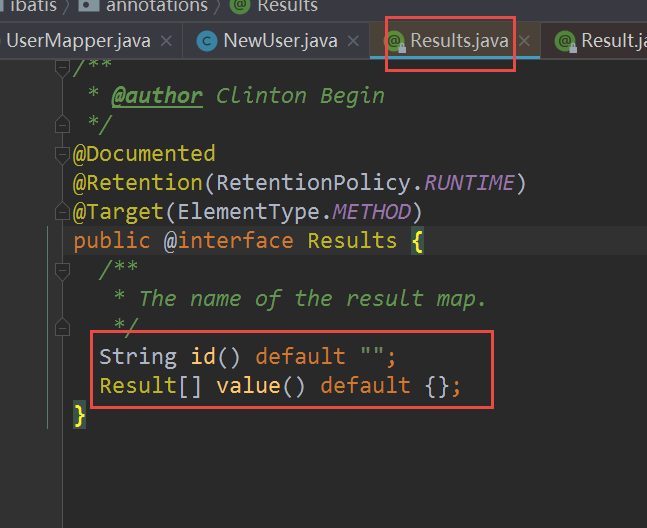 ibatis annotations Results
UserMapper.java NewUser.java Results.java Result.ja
/**
* @author Clinton Begin
*/
@Documented
@Retention(RetentionPolicy.RUNTIME)
@Target(ElementType.METHOD)
public @interface Results {
/**
* The name of the result map.
*/
String id() default "";
Result[] value() default {};
}